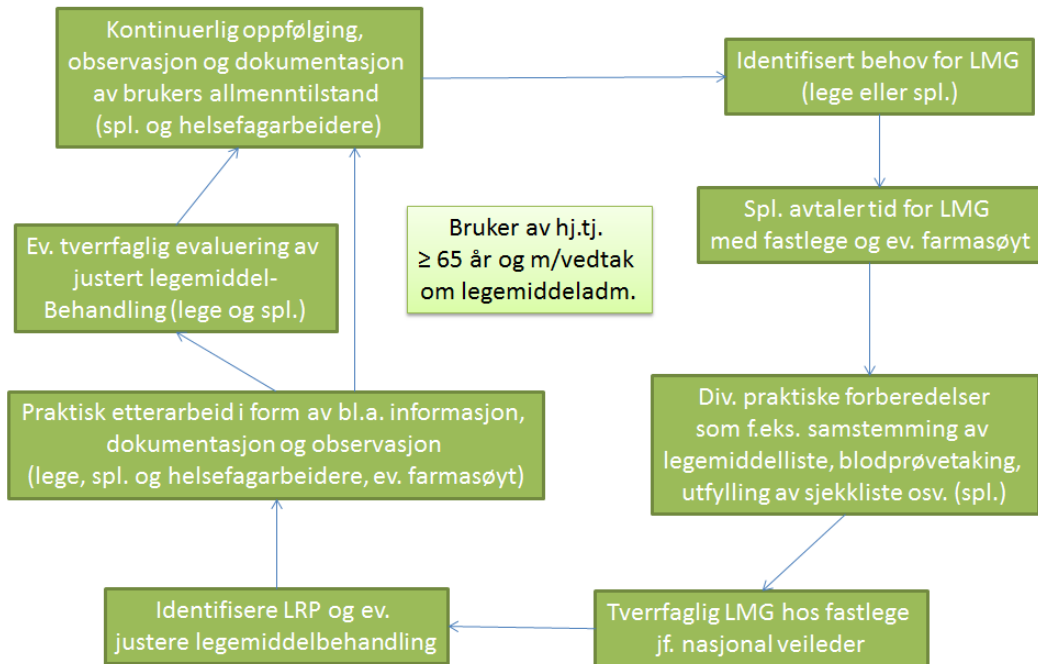 Kontinuerlig oppfølging,
observasjon og dokumentasjon
av brukers allmenntilstand
(spl. og helsefagarbeidere)
Identifisert behov for LMG
(lege eller spl.)
Spl. avtaler tid for LMG
med fastlege og ev. farmasøyt
Div. praktiske forberedelser
som f.eks. samstemming av
legemiddelliste, blodprøvetaking,
utfylling av sjekkliste osv. (spl.)
Tverrfaglig LMG hos fastlege
jf. nasjonal veileder
Identifisere LRP og ev.
justere legemiddelbehandling
Praktisk etterarbeid i form av bl.a. informasjon,
dokumentasjon og observasjon
(lege, spl. og helsefagarbeidere, ev. farmasøyt)
Ev. tverrfaglig evaluering av
justert legemiddel-
Behandling (lege og spl.)
Bruker av hj.tj.
≥ 65 år og m/vedtak
om legemiddeladm.